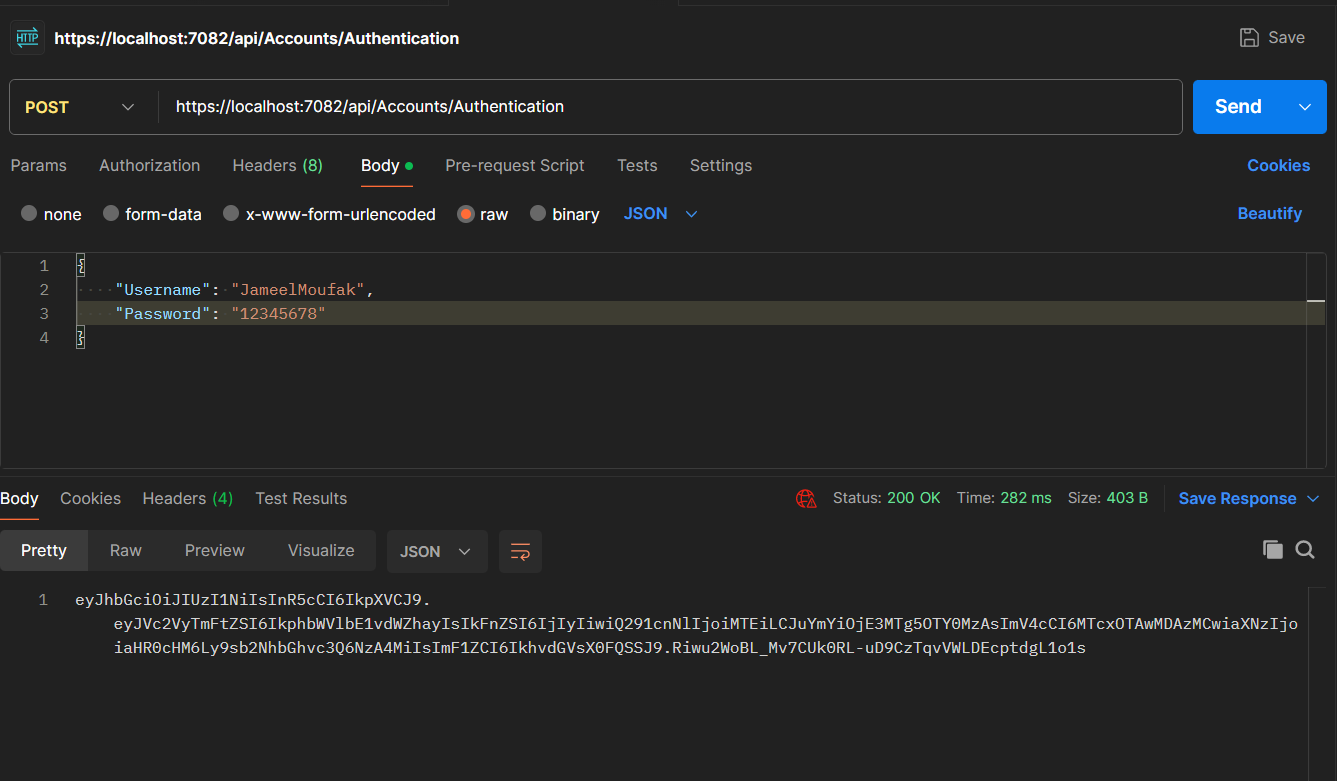 HTTP https://localhost:7082/api/Accounts/Authentication Save
POST https://localhost:7082/api/Accounts/Authentication Send
Params Authorization Headers (8) Body Pre-request Script Tests Settings Cookies
none form-data x-www-form-urlencoded raw binary JSON Beautify
1 {
2 "Username": "JameelMoufak",
3 "Password": "12345678"
4 }
Body Cookies Headers (4) Test Results Status: 200 OK Time: 282 ms Size: 403 B Save Response
Pretty Raw Preview Visualize JSON
1 eyJhbGciOiJIUzI1NiIsInR5cCI6IkpXVCJ9.
eyJVc2VyTmFtZSI6IkphbWVlbE1vdWZhayIsIkFnZSI6IjIyIiwiQ291cnNlIjoiMTEiLCJuYmYiOjE3MTg5OTY0MzAsImV4cCI6MTcxOTAwMDAzMCwiaXNzIjo
iaHR0cHM6Ly9sb2NhbGhvc3Q6NzA4MiIsImF1ZCI6IkhvdGVsX0FQSSJ9.Riwu2WoBL_Mv7CUk0RL-uD9CzTqvVWLDEcptdgL1o1s